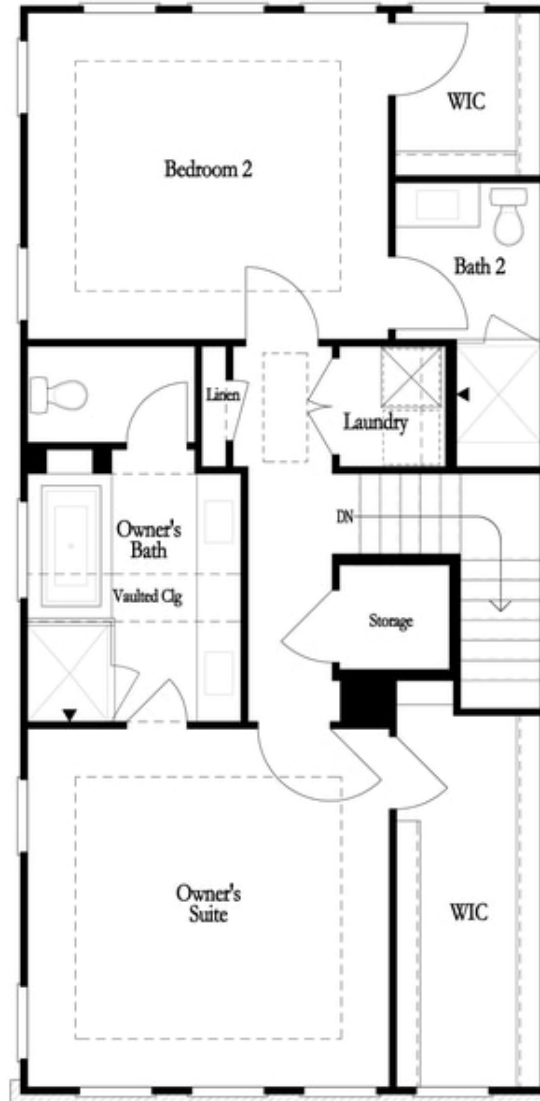 WIC
Bedroom 2
Bath 2
Linen
Laundry
DN
Owner's
Bath
Vaulted Clg
Storage
Owner's
Suite
WIC